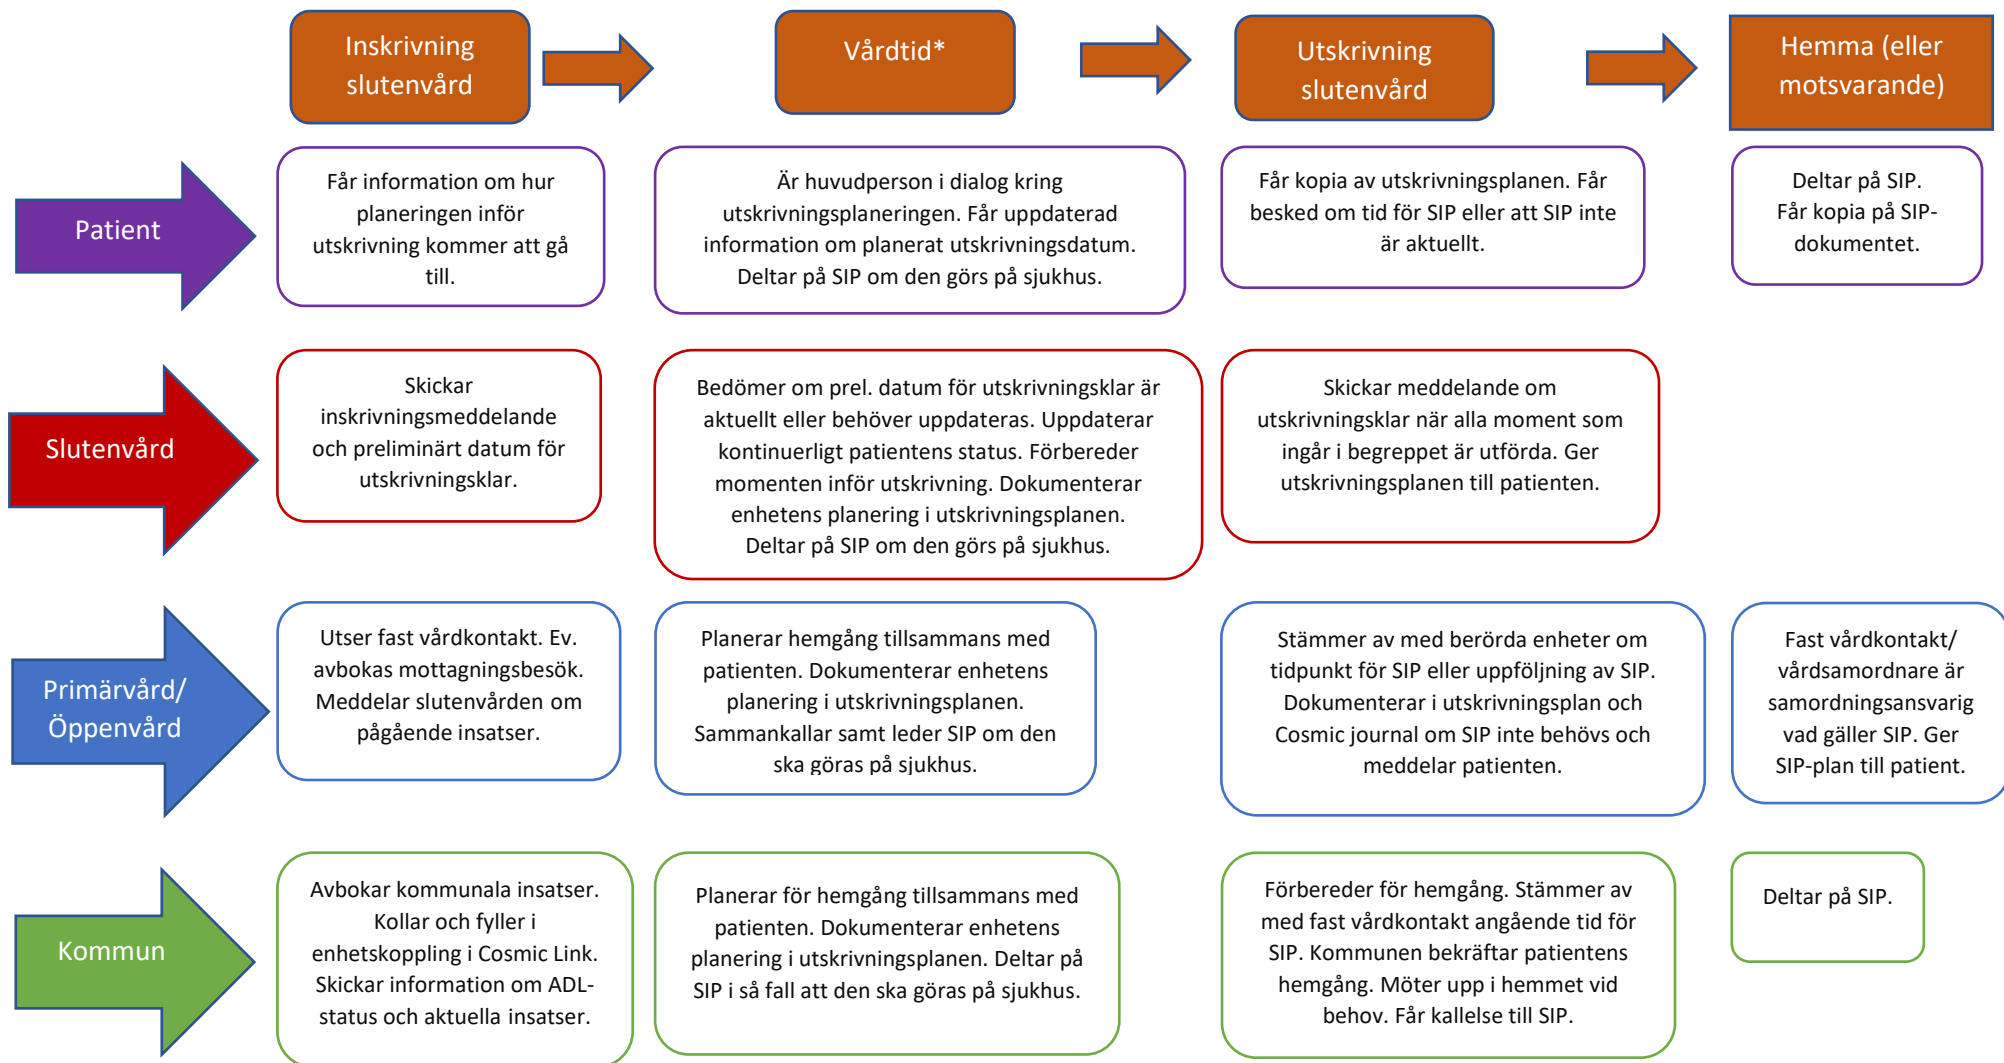 Inskrivning
slutenvård
Vårdtid*
Utskrivning
slutenvård
Hemma (eller
motsvarande)
Patient
Får information om hur
planeringen inför
utskrivning kommer att gå
till.
Är huvudperson i dialog kring
utskrivningsplaneringen. Får uppdaterad
information om planerat utskrivningsdatum.
Deltar på SIP om den görs på sjukhus.
Får kopia av utskrivningsplanen. Får
besked om tid för SIP eller att SIP inte
är aktuellt.
Deltar på SIP.
Får kopia på SIP-
dokumentet.
Slutenvård
Skickar
inskrivningsmeddelande
och preliminärt datum för
utskrivningsklar.
Bedömer om prel. datum för utskrivningsklar är
aktuellt eller behöver uppdateras. Uppdaterar
kontinuerligt patientens status. Förbereder
momenten inför utskrivning. Dokumenterar
enhetens planering i utskrivningsplanen.
Deltar på SIP om den görs på sjukhus.
Skickar meddelande om
utskrivningsklar när alla moment som
ingår i begreppet är utförda. Ger
utskrivningsplanen till patienten.
Primärvård/
Öppenvård
Utser fast vårdkontakt. Ev.
avbokas mottagningsbesök.
Meddelar slutenvården om
pågående insatser.
Planerar hemgång tillsammans med
patienten. Dokumenterar enhetens
planering i utskrivningsplanen.
Sammankallar samt leder SIP om den
ska göras på sjukhus.
Stämmer av med berörda enheter om
tidpunkt för SIP eller uppföljning av SIP.
Dokumenterar i utskrivningsplan och
Cosmic journal om SIP inte behövs och
meddelar patienten.
Fast vårdkontakt/
vårdsamordnare är
samordningsansvarig
vad gäller SIP. Ger
SIP-plan till patient.
Kommun
Avbokar kommunala insatser.
Kollar och fyller i
enhetskoppling i Cosmic Link.
Skickar information om ADL-
status och aktuella insatser.
Planerar för hemgång tillsammans med
patienten. Dokumenterar enhetens
planering i utskrivningsplanen. Deltar på
SIP i så fall att den ska göras på sjukhus.
Förbereder för hemgång. Stämmer av
med fast vårdkontakt angående tid för
SIP. Kommunen bekräftar patientens
hemgång. Möter upp i hemmet vid
behov. Får kallelse till SIP.
Deltar på SIP.